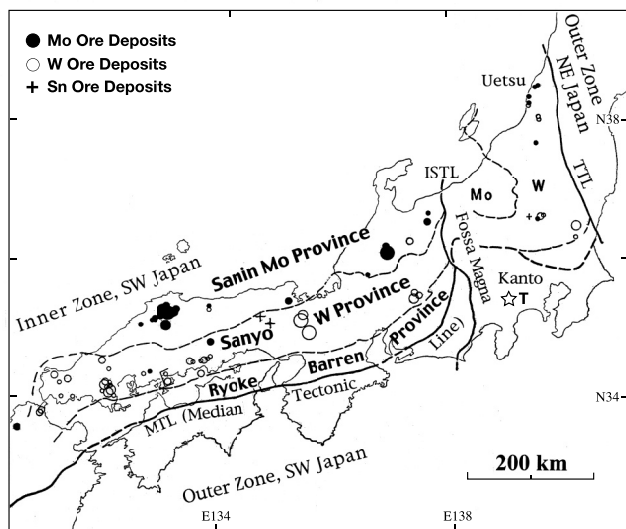 Mo Ore Deposits
W Ore Deposits
Sn Ore Deposits
Outer Zone
NE Japan
Uetsu
N38
TJL
ISTL
Mo
W
Sanin Mo Province
Fossa Magna
Inner Zone, SW Japan
Kanto
T
W Province
Sanyo
Province
Line)
Barren
Ryoke
Tectonic
MTL (Median
N34
Outer Zone, SW Japan
200 km
E134
E138